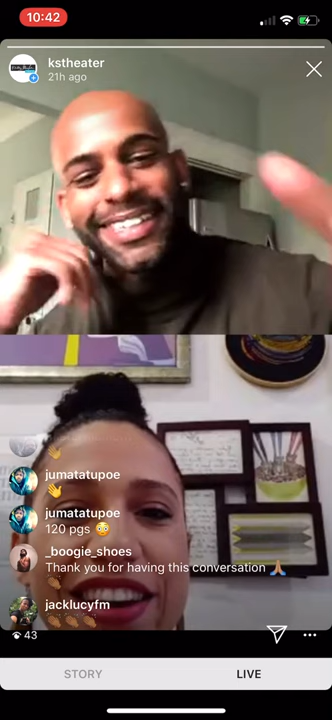 10:42
kstheater
21h ago
👋
jumatatupoe
👋
jumatatupoe
120 pgs 😳
_boogie_shoes
Thank you for having this conversation 🙏🏽
👏🏽
jacklucyfm
👏🏽👏🏽👏🏽
43
STORY
LIVE